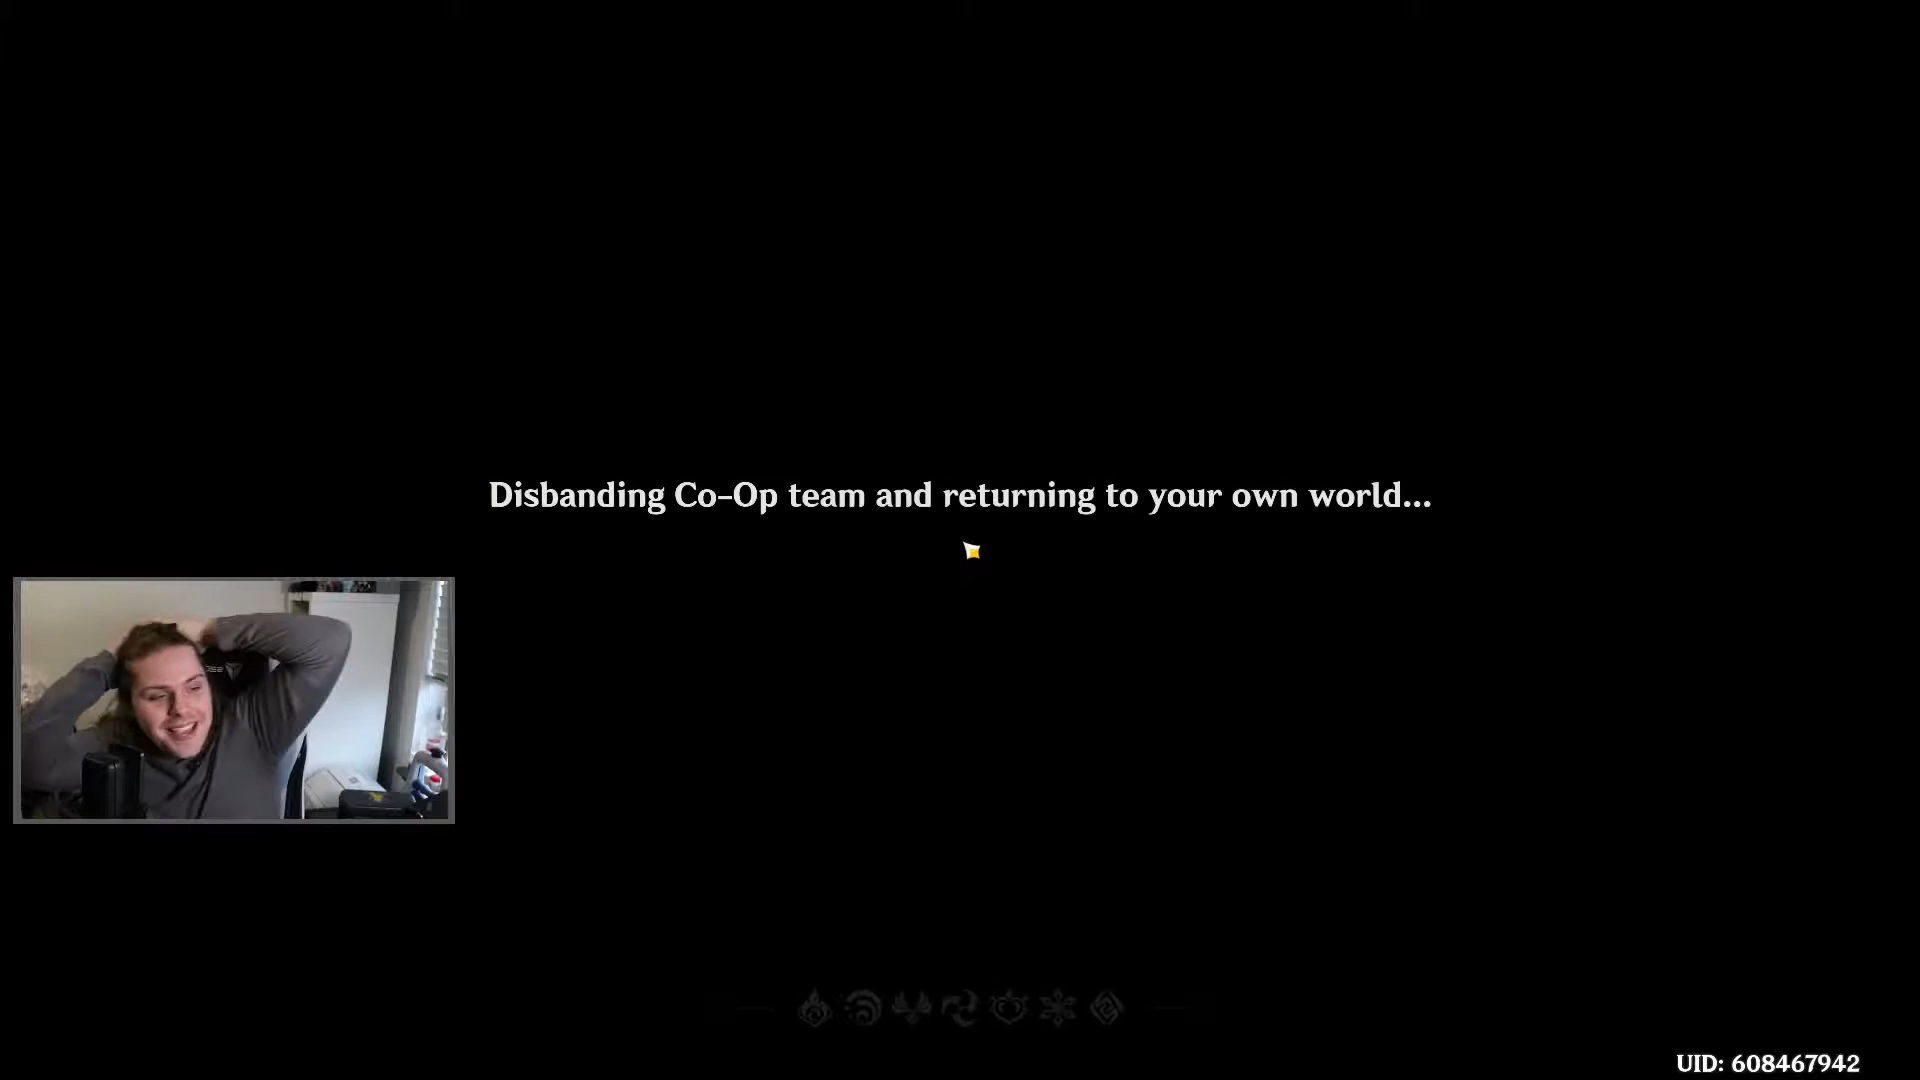 Disbanding Co-Op team and returning to your own world...
UID: 608467942